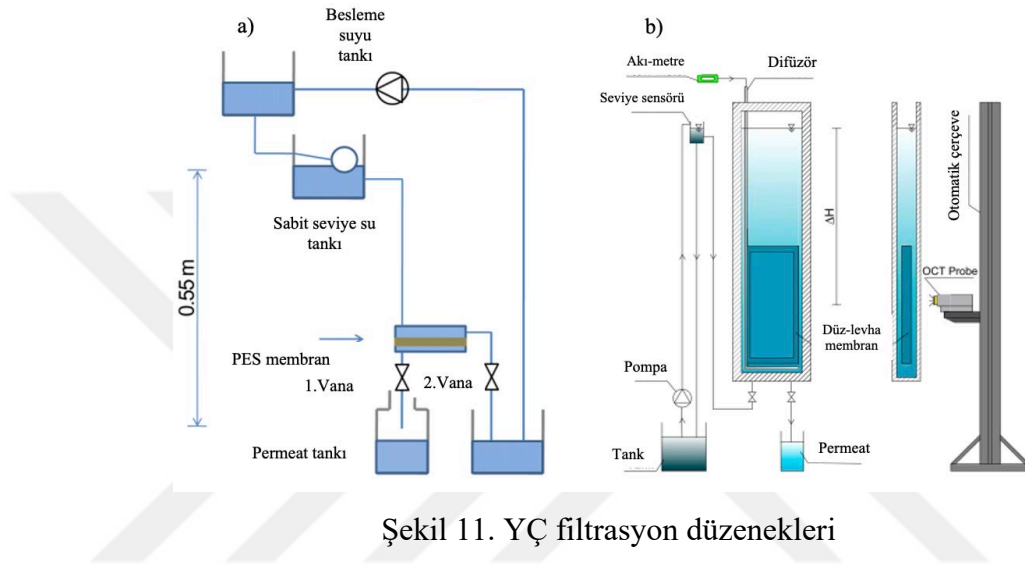 a)
Besleme
suyu
tankı
Sabit seviye su
tankı
0.55 m
PES membran
1.Vana
2.Vana
Permeat tankı
b)
Akı-metre
Difüzör
Seviye sensörü
ΔH
Otomatik çerçeve
OCT Probe
Düz-levha
membran
Pompa
Tank
Permeat
Şekil 11. YÇ filtrasyon düzenekleri